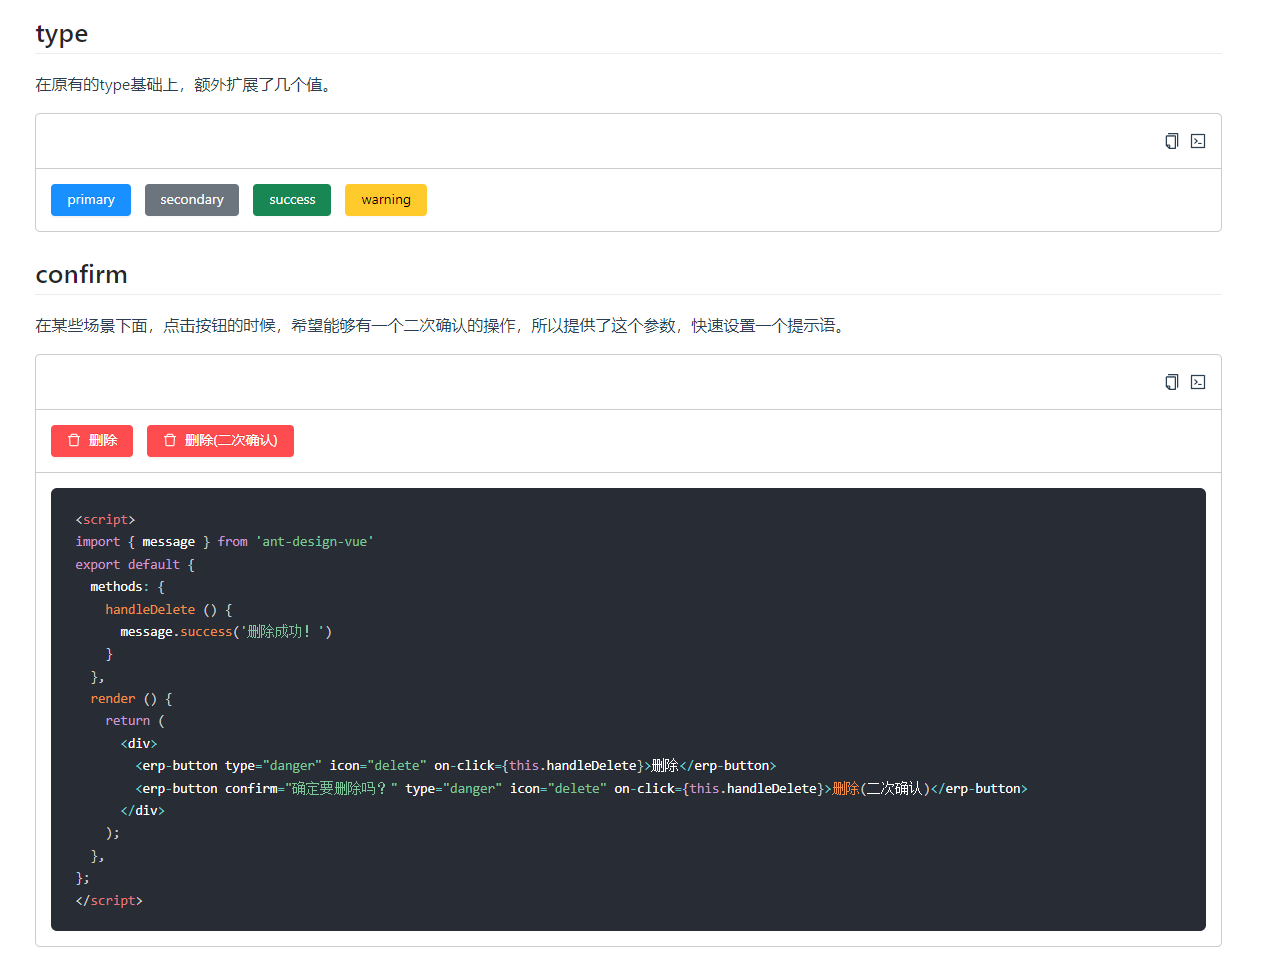 type
在原有的type基础上，额外扩展了几个值。
primary secondary success warning
confirm
在某些场景下面，点击按钮的时候，希望能够有一个二次确认的操作，所以提供了这个参数，快速设置一个提示语。
删除 删除(二次确认)
<script>
import { message } from 'ant-design-vue'
export default {
  methods: {
    handleDelete () {
      message.success('删除成功！')
    }
  },
  render () {
    return (
      <div>
        <erp-button type="danger" icon="delete" on-click={this.handleDelete}>删除</erp-button>
        <erp-button confirm="确定要删除吗？" type="danger" icon="delete" on-click={this.handleDelete}>删除(二次确认)</erp-button>
      </div>
    );
  },
};
</script>